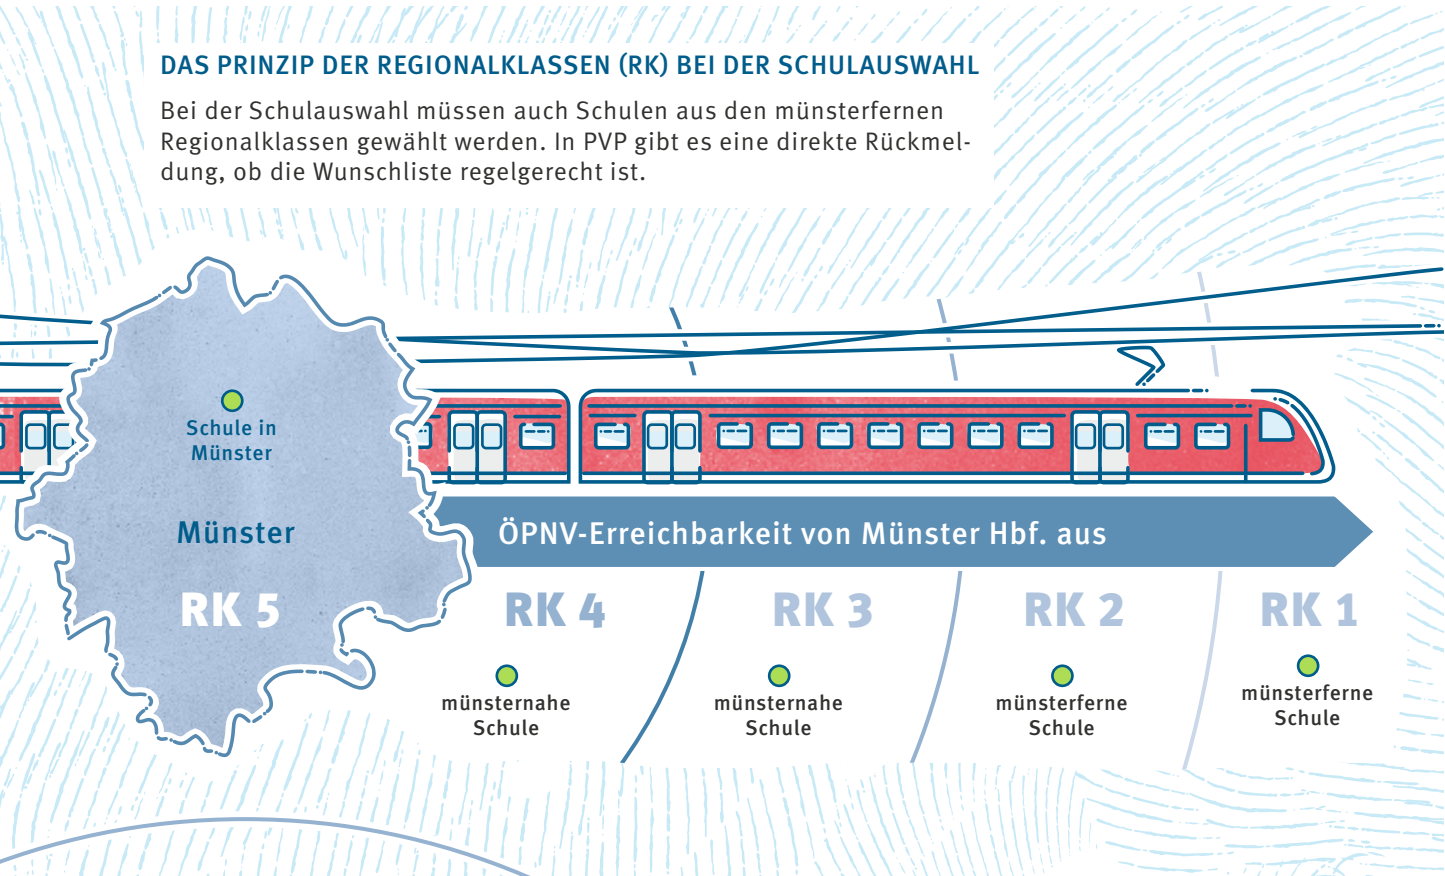 DAS PRINZIP DER REGIONALKLASSEN (RK) BEI DER SCHULAUSWAHL
Bei der Schulauswahl müssen auch Schulen aus den münsterfernen
Regionalklassen gewählt werden. In PVP gibt es eine direkte Rückmel-
dung, ob die Wunschliste regelgerecht ist.
Schule in
Münster
Münster
ÖPNV-Erreichbarkeit von Münster Hbf. aus
RK 5
RK 4
RK 3
RK 2
RK 1
münsternahe
Schule
münsternahe
Schule
münsterferne
Schule
münsterferne
Schule